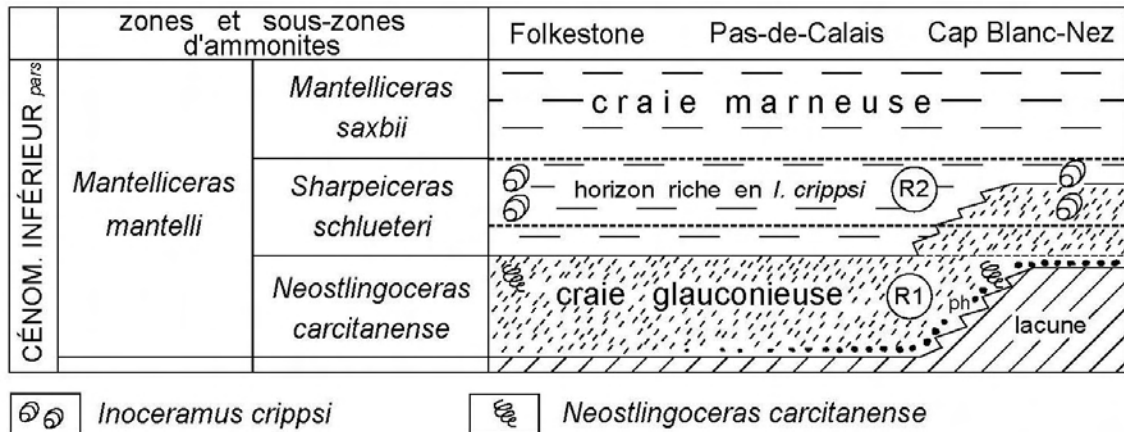 zones et sous-zones
d'ammonites
Folkestone Pas-de-Calais Cap Blanc-Nez
CÉNOM. INFÉRIEUR pars
Mantelliceras
mantelli
Mantelliceras
saxbii
craie marneuse
Sharpeiceras
schlueteri
horizon riche en I. crippsi R2
Neostlingoceras
carcitanense
craie glauconieuse R1
ph
lacune
Inoceramus crippsi Neostlingoceras carcitanense